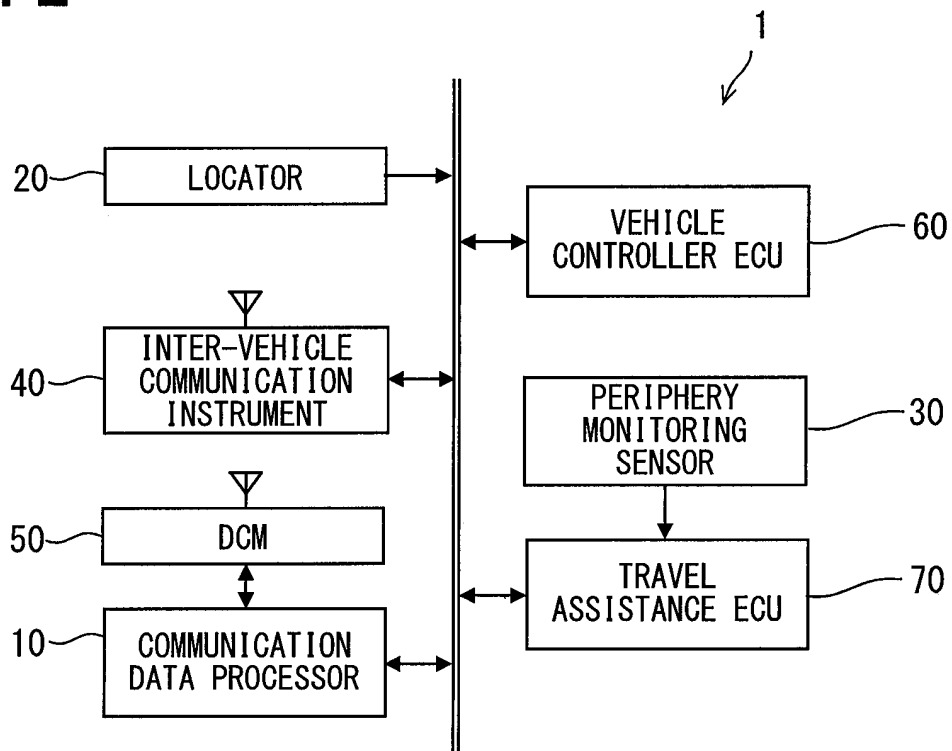 1
20
LOCATOR
VEHICLE
CONTROLLER ECU
60
40
INTER-VEHICLE
COMMUNICATION
INSTRUMENT
PERIPHERY
MONITORING
SENSOR
30
50
DCM
TRAVEL
ASSISTANCE ECU
70
10
COMMUNICATION
DATA PROCESSOR